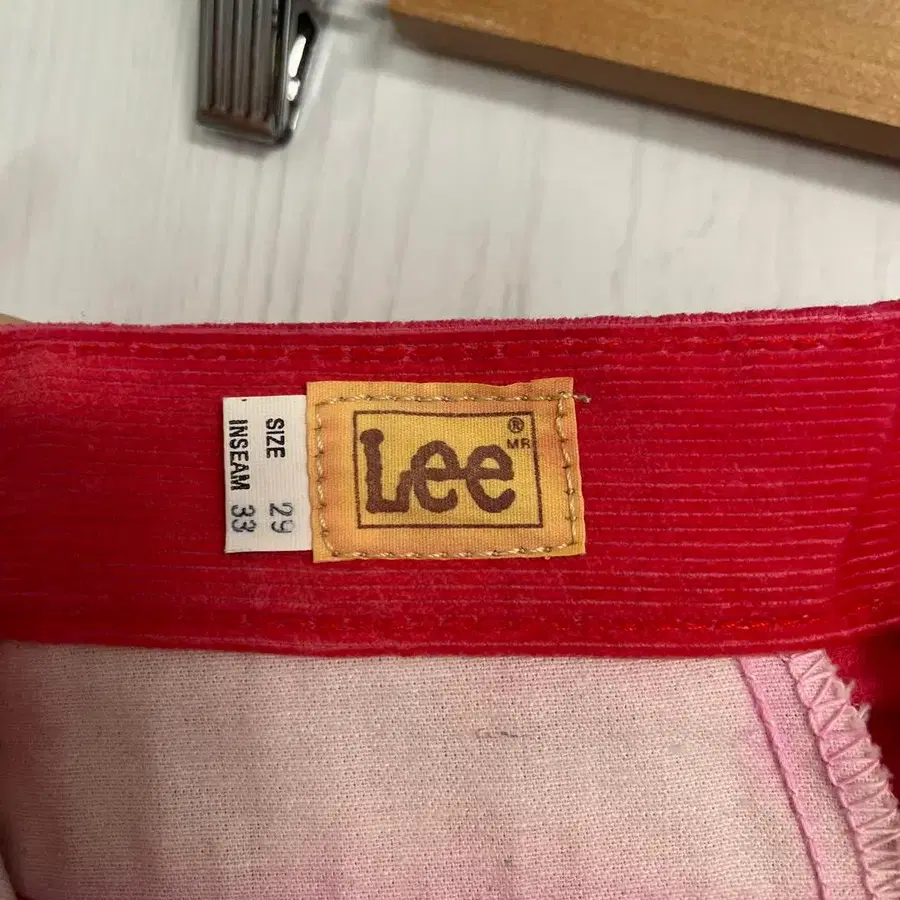 SIZE 29
INSEAM 33
Lee ®
MR